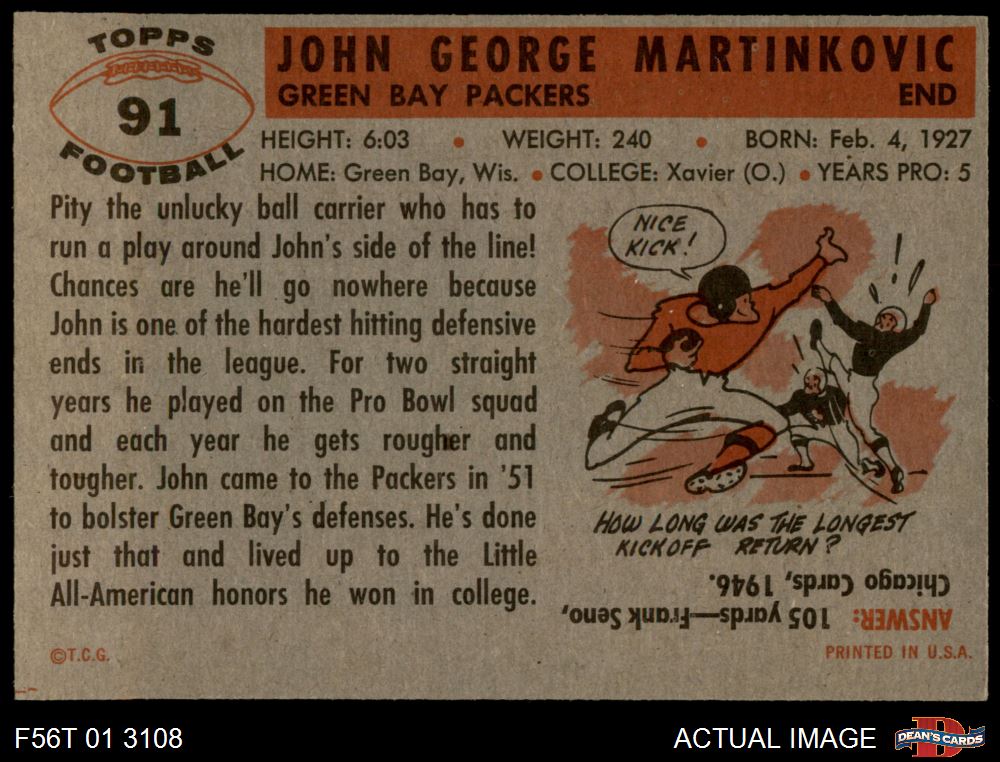 TOPPS
91
FOOTBALL
JOHN GEORGE MARTINKOVIC
GREEN BAY PACKERS END
HEIGHT: 6:03 • WEIGHT: 240 • BORN: Feb. 4, 1927
HOME: Green Bay, Wis. • COLLEGE: Xavier (O.) • YEARS PRO: 5
Pity the unlucky ball carrier who has to
run a play around John's side of the line!
Chances are he'll go nowhere because
John is one of the hardest hitting defensive
ends in the league. For two straight
years he played on the Pro Bowl squad
and each year he gets rougher and
tougher. John came to the Packers in '51
to bolster Green Bay's defenses. He's done
just that and lived up to the Little
All-American honors he won in college.
©T.C.G.
NICE
KICK!
HOW LONG WAS THE LONGEST
KICKOFF RETURN?
ANSWER: 105 yards—Frank Seno,
Chicago Cards, 1946.
PRINTED IN U.S.A.
F56T 01 3108
ACTUAL IMAGE
D
DEAN'S CARDS